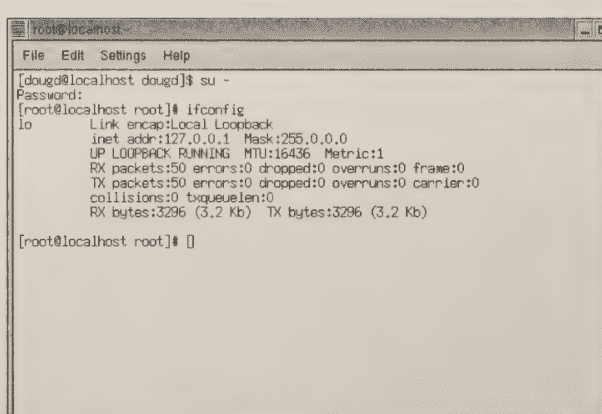 root@localhost:~
File Edit Settings Help
[dougd@localhost dougd]$ su -
Password:
[root@localhost root]# ifconfig
lo Link encap:Local Loopback
inet addr:127.0.0.1 Mask:255.0.0.0
UP LOOPBACK RUNNING MTU:16436 Metric:1
RX packets:50 errors:0 dropped:0 overruns:0 frame:0
TX packets:50 errors:0 dropped:0 overruns:0 carrier:0
collisions:0 txqueuelen:0
RX bytes:3296 (3.2 Kb) TX bytes:3296 (3.2 Kb)
[root@localhost root]#